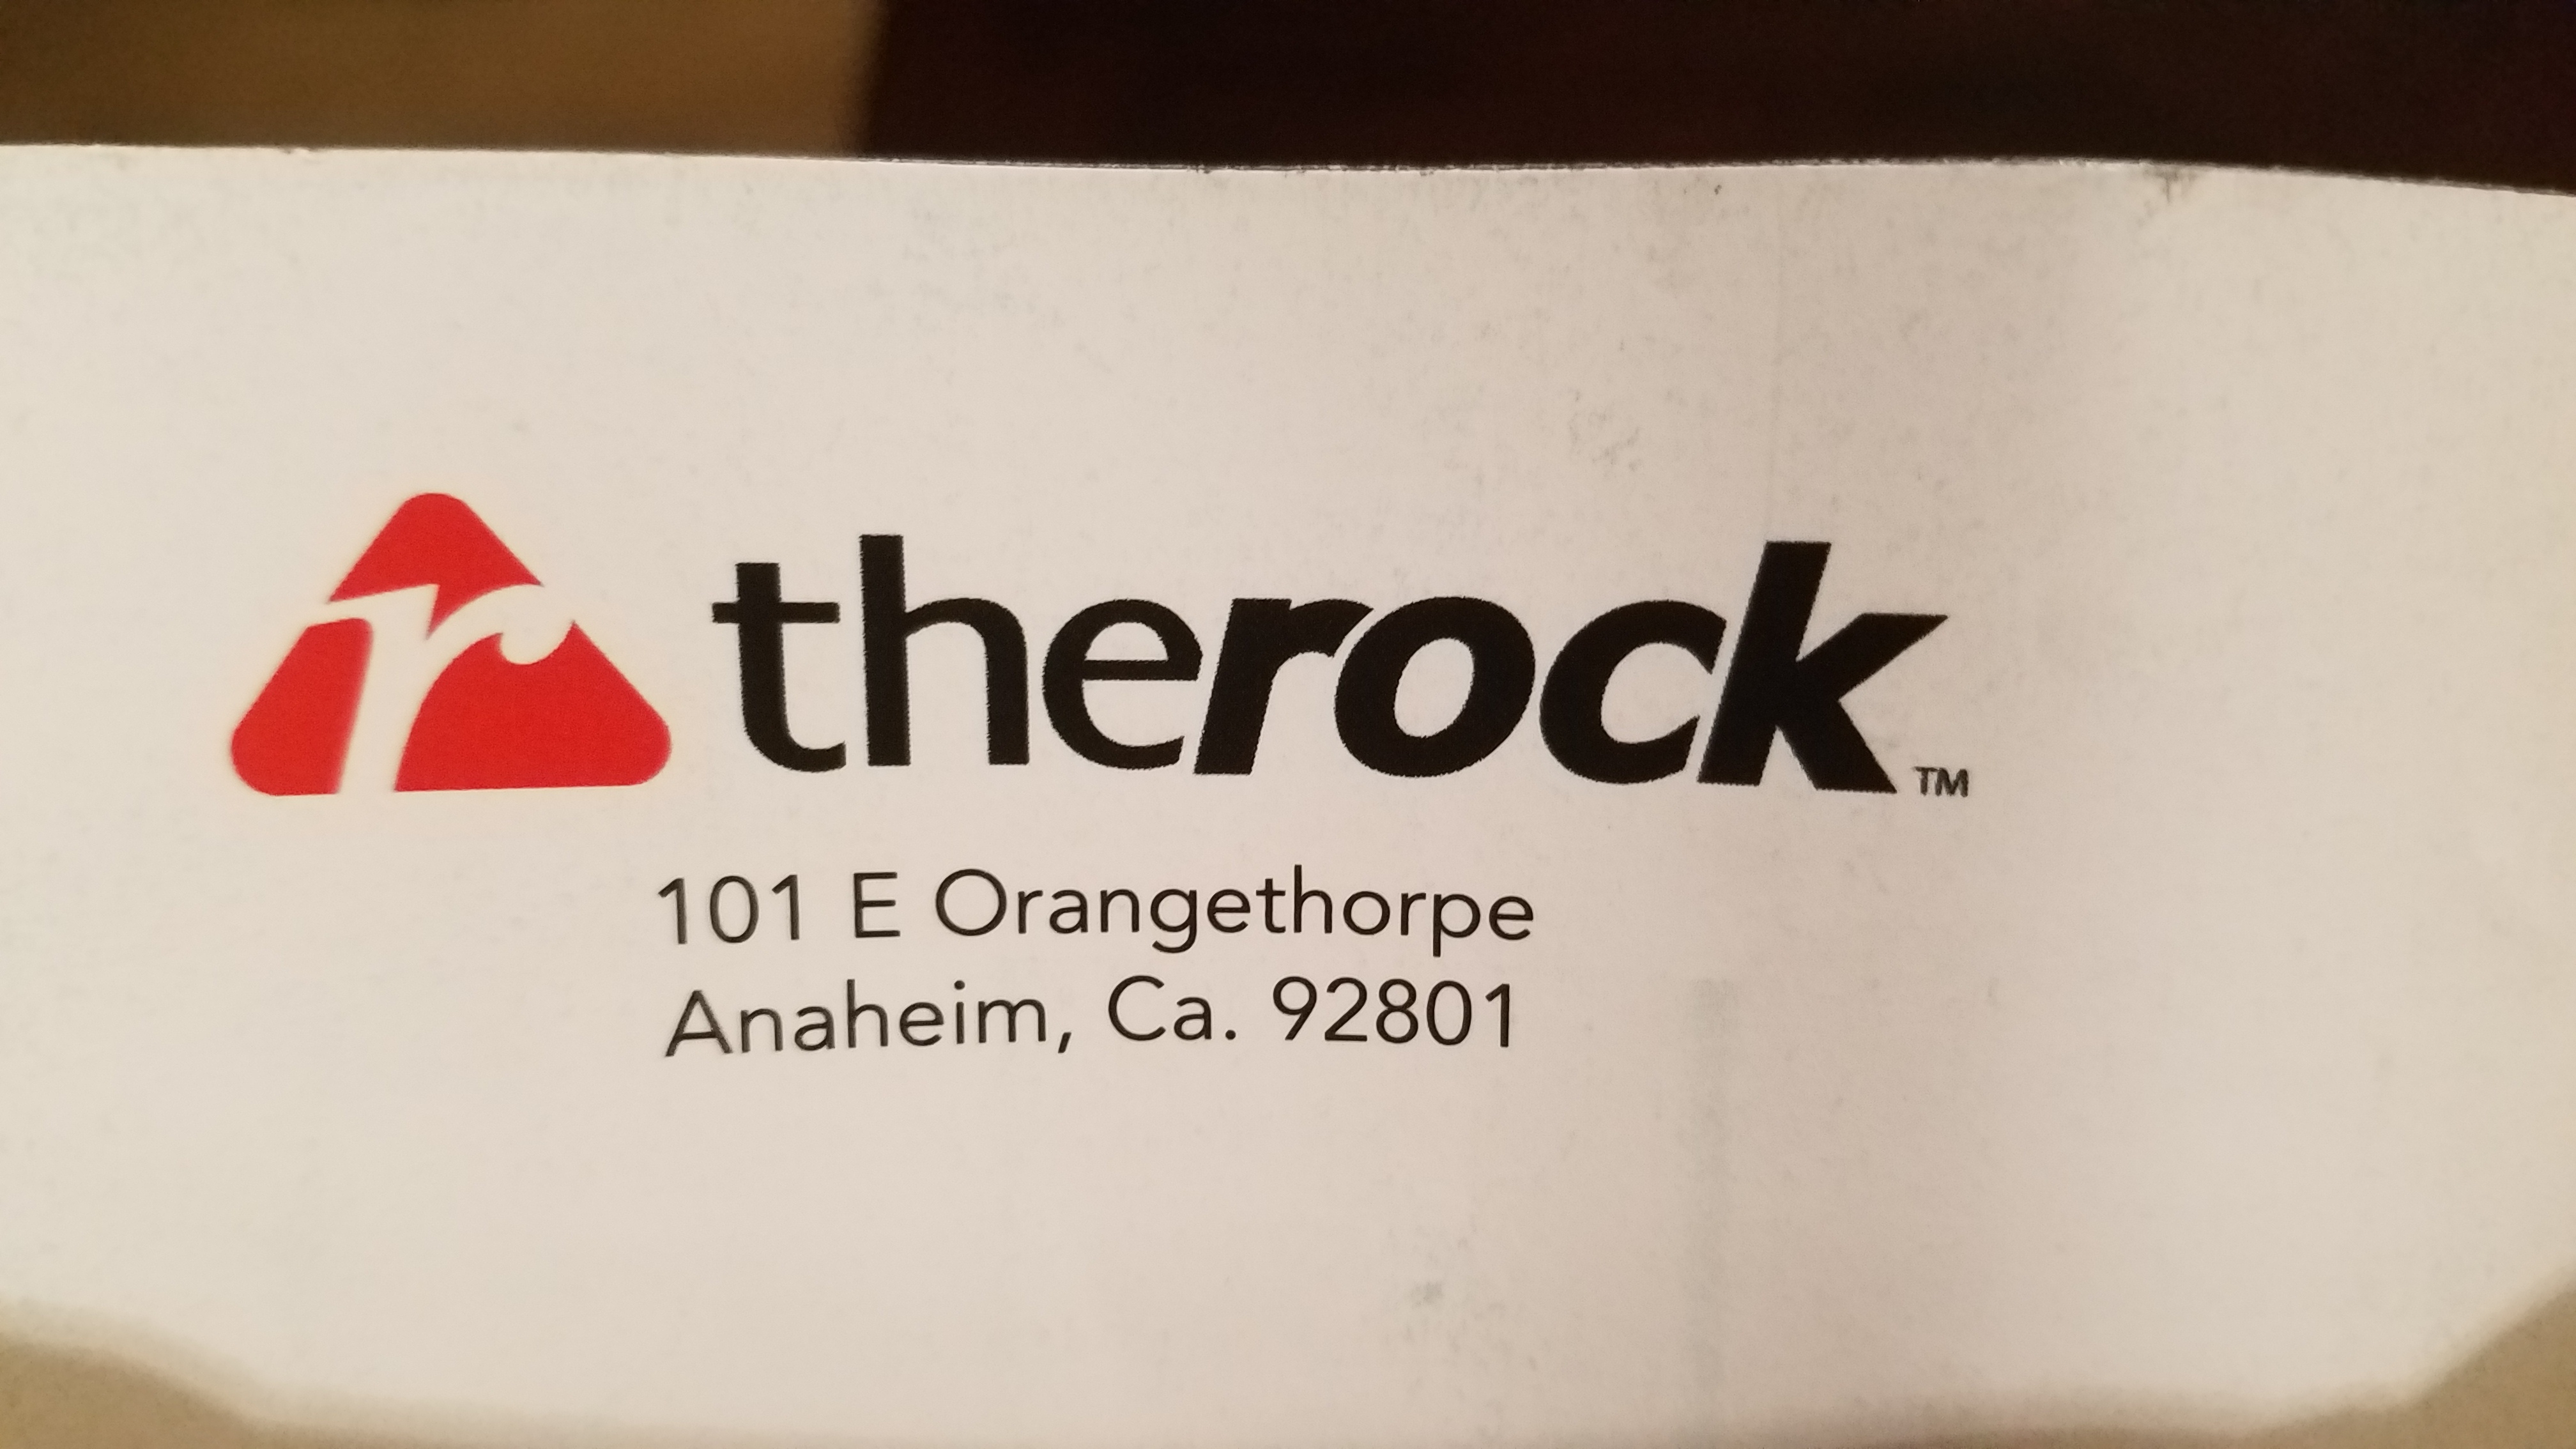 therock™
101 E Orangethorpe
Anaheim, Ca. 92801